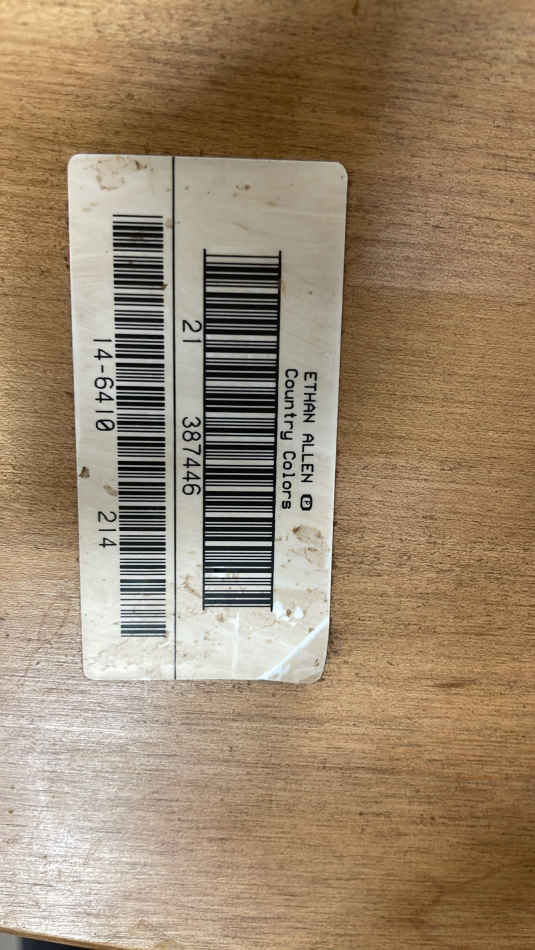 ETHAN ALLEN
Country Colors
21 387446
14-6410 214